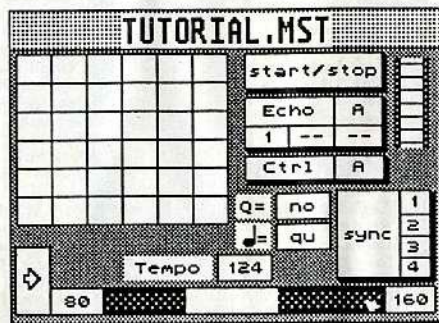 TUTORIAL.MST
start/stop
Echo A
1 -- --
Ctrl A
Q= no
♩= qu
sync 1 2 3 4
Tempo 124
80 160